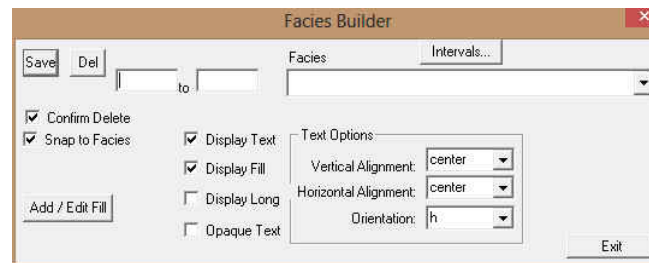 Facies Builder
Save Del to Facies Intervals...
Confirm Delete
Snap to Facies
Display Text
Display Fill
Display Long
Opaque Text
Add / Edit Fill
Text Options
Vertical Alignment: center
Horizontal Alignment: center
Orientation: h
Exit